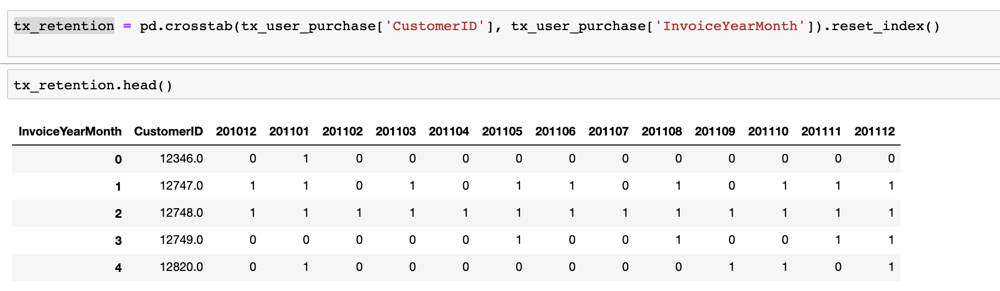 tx_retention = pd.crosstab(tx_user_purchase['CustomerID'], tx_user_purchase['InvoiceYearMonth']).reset_index()
tx_retention.head()
InvoiceYearMonth CustomerID 201012 201101 201102 201103 201104 201105 201106 201107 201108 201109 201110 201111 201112
0 12346.0 0 1 0 0 0 0 0 0 0 0 0 0 0
1 12747.0 1 1 0 1 0 1 1 0 1 0 1 1 1
2 12748.0 1 1 1 1 1 1 1 1 1 1 1 1 1
3 12749.0 0 0 0 0 0 1 0 0 1 0 0 1 1
4 12820.0 0 1 0 0 0 0 0 0 0 1 1 0 1